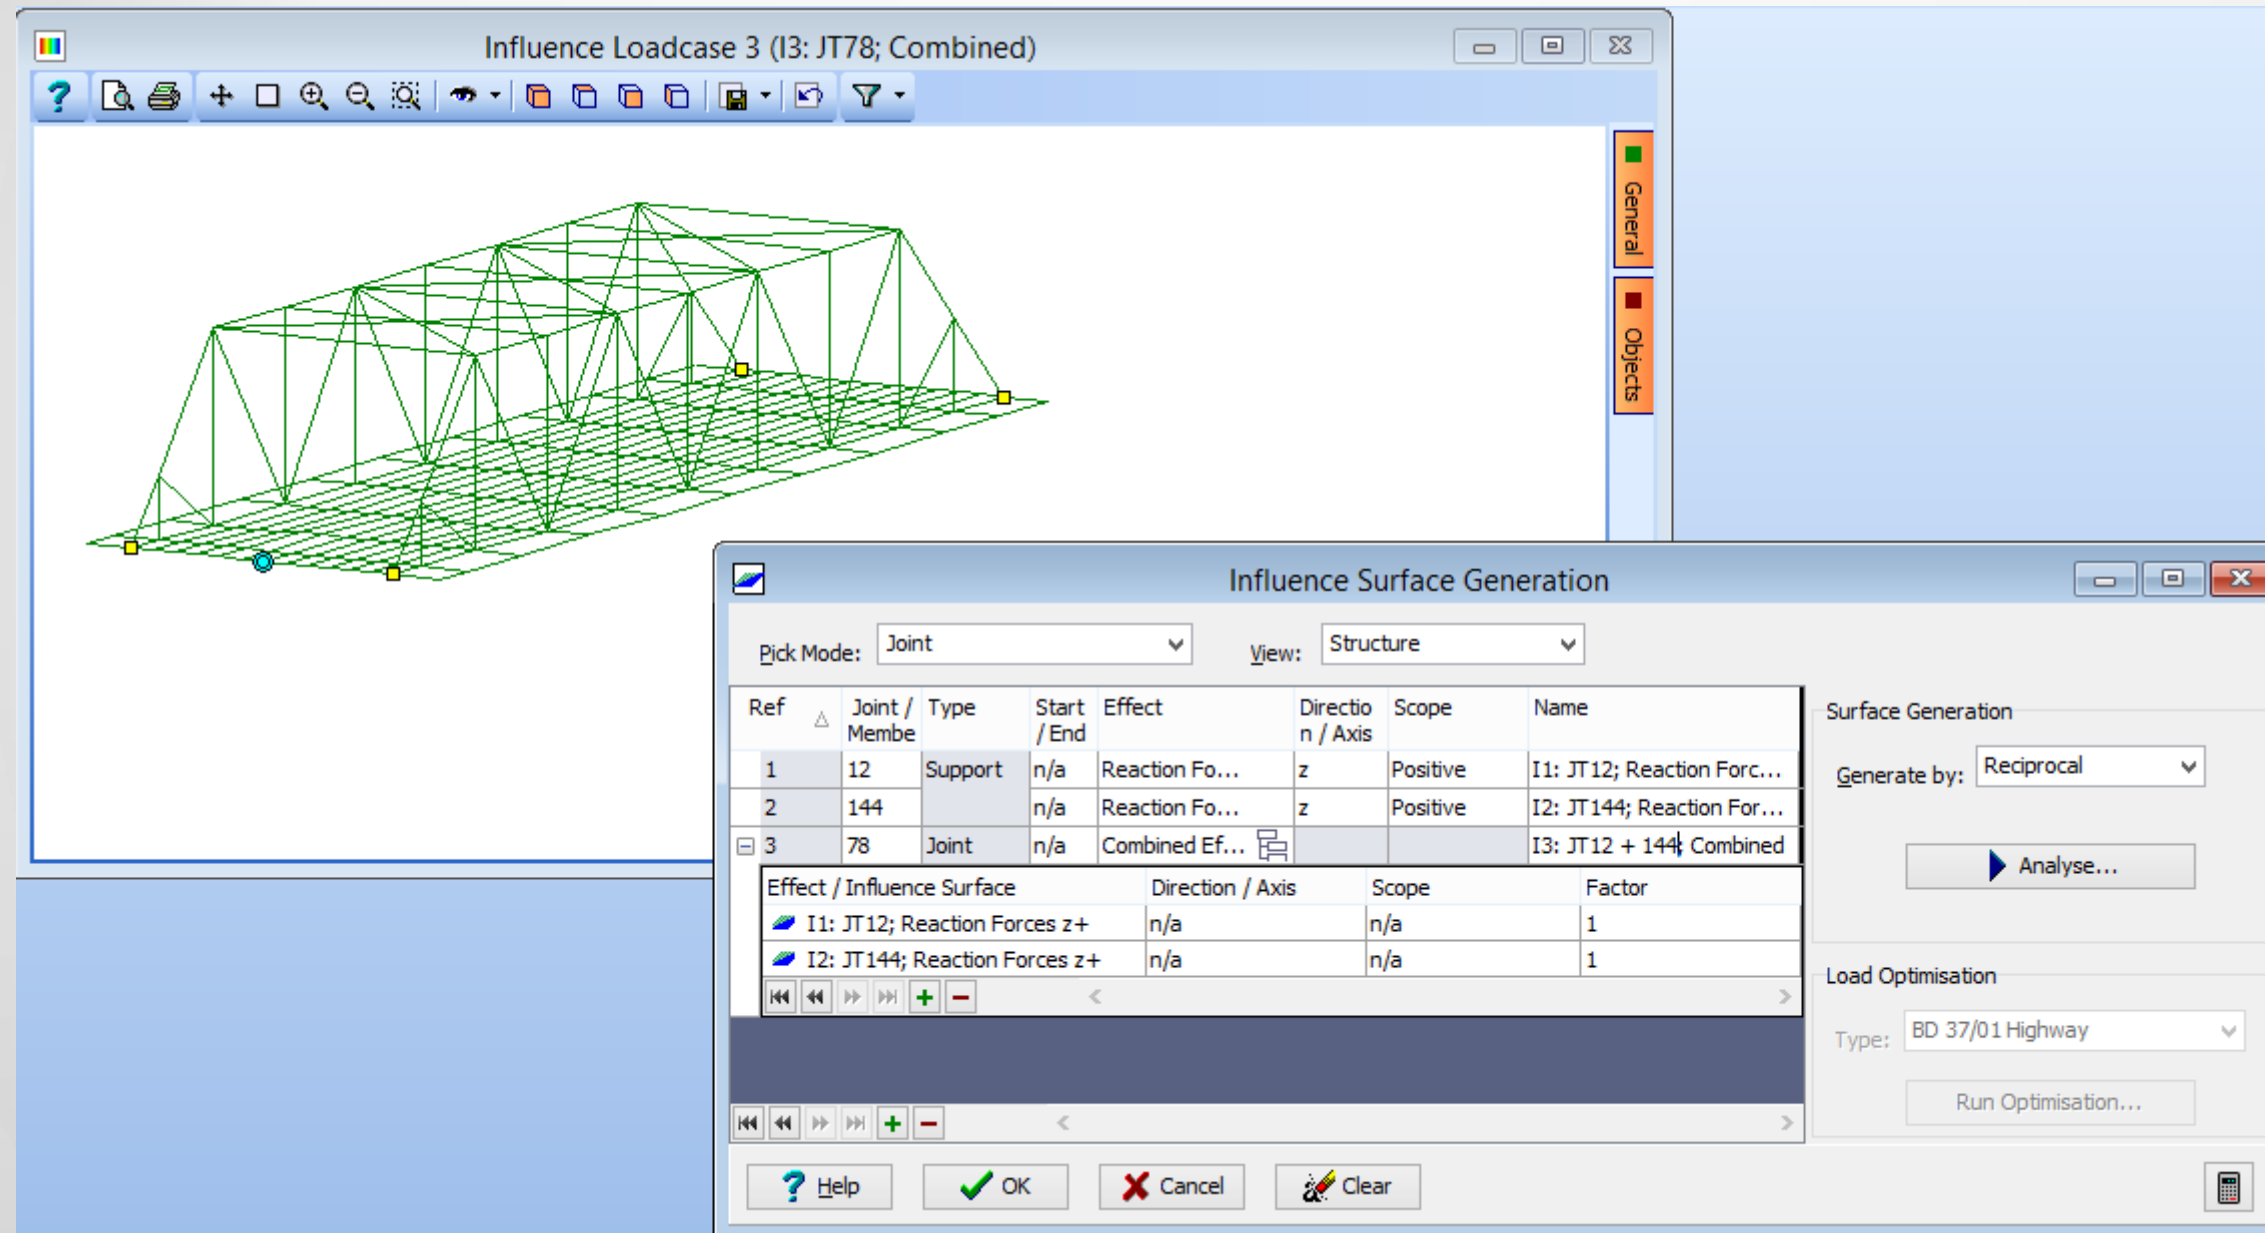 Influence Loadcase 3 (I3: JT78; Combined)
General
Objects
Influence Surface Generation
Pick Mode: Joint View: Structure
Ref Joint / Membe Type Start / End Effect Directio n / Axis Scope Name
1 12 Support n/a Reaction Fo... z Positive I1: JT12; Reaction Forc...
2 144 n/a Reaction Fo... z Positive I2: JT144; Reaction For...
3 78 Joint n/a Combined Ef... I3: JT12 + 144; Combined
Effect / Influence Surface Direction / Axis Scope Factor
I1: JT12; Reaction Forces z+ n/a n/a 1
I2: JT144; Reaction Forces z+ n/a n/a 1
Surface Generation
Generate by: Reciprocal
Analyse...
Load Optimisation
Type: BD 37/01 Highway
Run Optimisation...
Help OK Cancel Clear